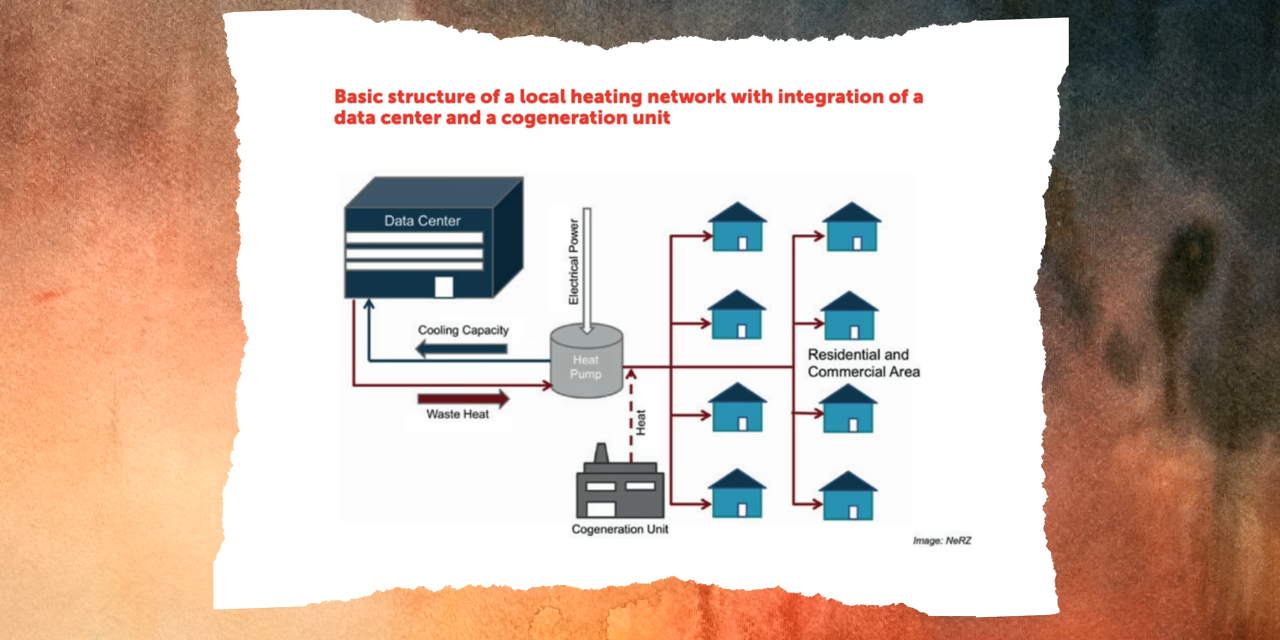 Basic structure of a local heating network with integration of a
data center and a cogeneration unit
Data Center
Electrical Power
Cooling Capacity
Heat
Pump
Waste Heat
Heat
Residential and
Commercial Area
Cogeneration Unit
Image: NeRZ